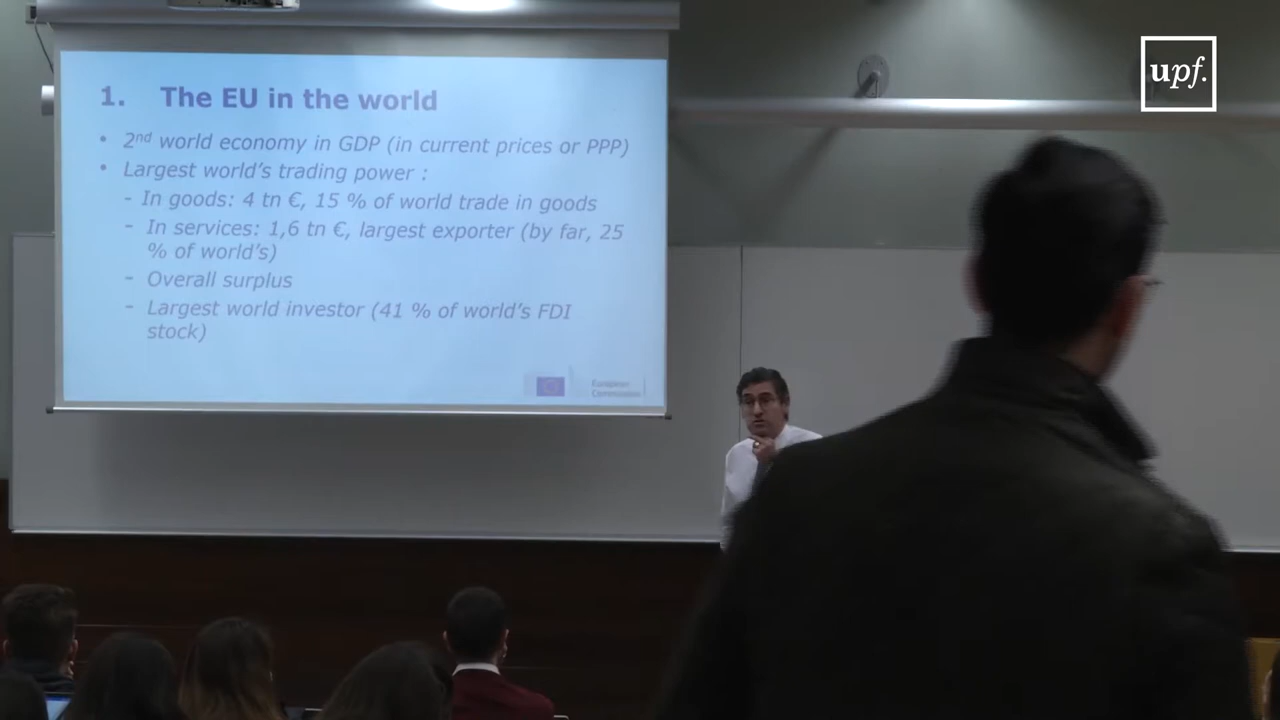 upf.
1. The EU in the world
• 2nd world economy in GDP (in current prices or PPP)
• Largest world's trading power :
- In goods: 4 tn €, 15 % of world trade in goods
- In services: 1,6 tn €, largest exporter (by far, 25
% of world's)
- Overall surplus
- Largest world investor (41 % of world's FDI
stock)
European
Commission